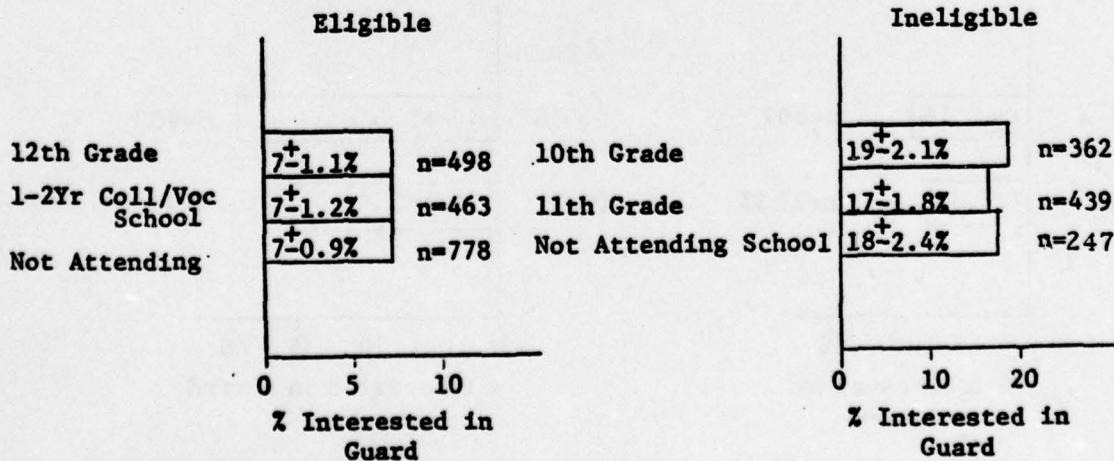 Eligible
12th Grade
7±1.1% n=498
1-2Yr Coll/Voc
School
7±1.2% n=463
Not Attending
7±0.9% n=778
0 5 10
% Interested in
Guard
Ineligible
10th Grade
19±2.1% n=362
11th Grade
17±1.8% n=439
Not Attending School
18±2.4% n=247
0 10 20
% Interested in
Guard